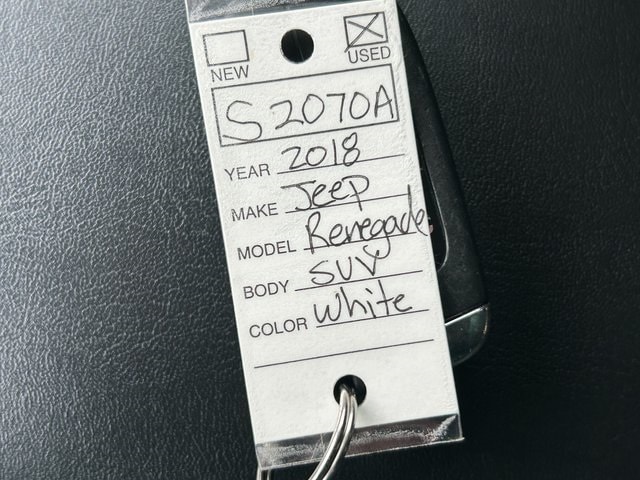 NEW USED
S2070A
YEAR 2018
MAKE Jeep
MODEL Renegade
BODY SUV
COLOR White